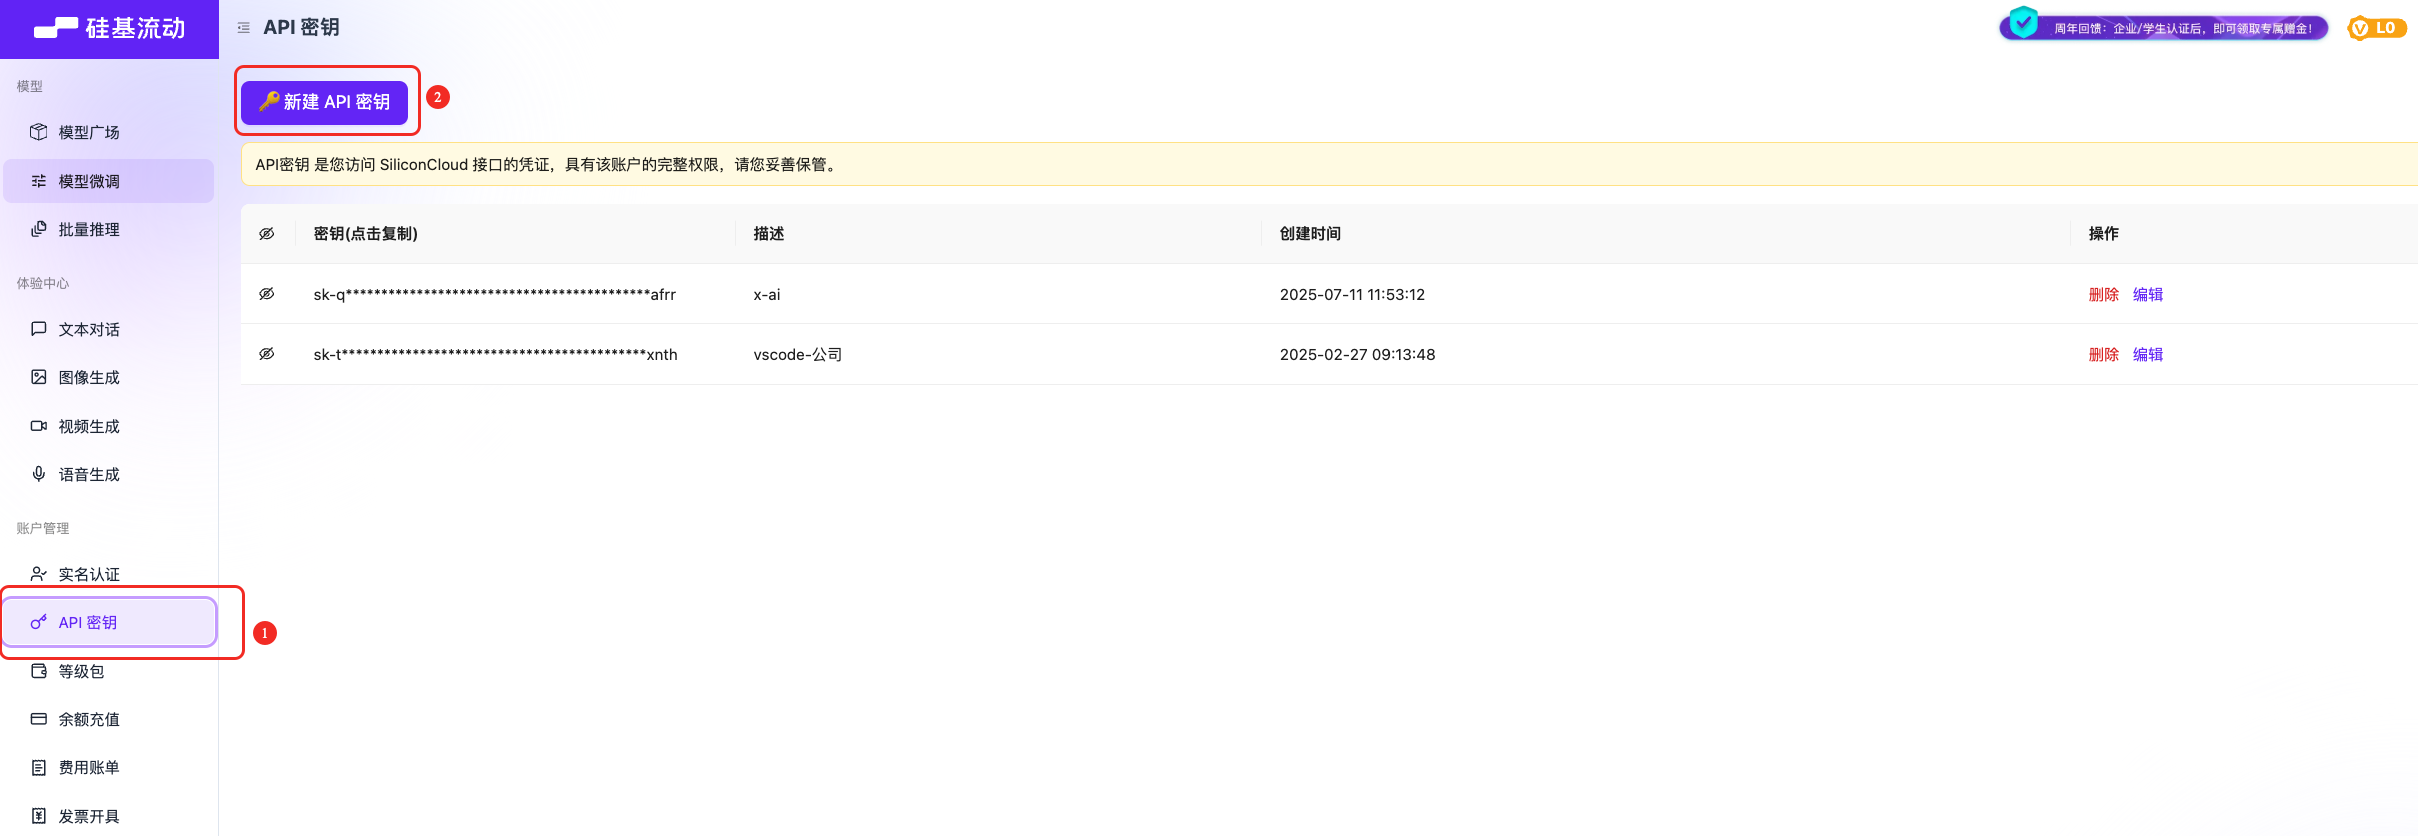 硅基流动
API 密钥
周年回馈：企业/学生认证后，即可领取专属赠金！
L0
模型
模型广场
模型微调
批量推理
体验中心
文本对话
图像生成
视频生成
语音生成
账户管理
实名认证
API 密钥
1
等级包
余额充值
费用账单
发票开具
新建 API 密钥
2
API密钥 是您访问 SiliconCloud 接口的凭证，具有该账户的完整权限，请您妥善保管。
密钥(点击复制) 描述 创建时间 操作
sk-q*******************************************afrr x-ai 2025-07-11 11:53:12 删除 编辑
sk-t*******************************************xnth vscode-公司 2025-02-27 09:13:48 删除 编辑